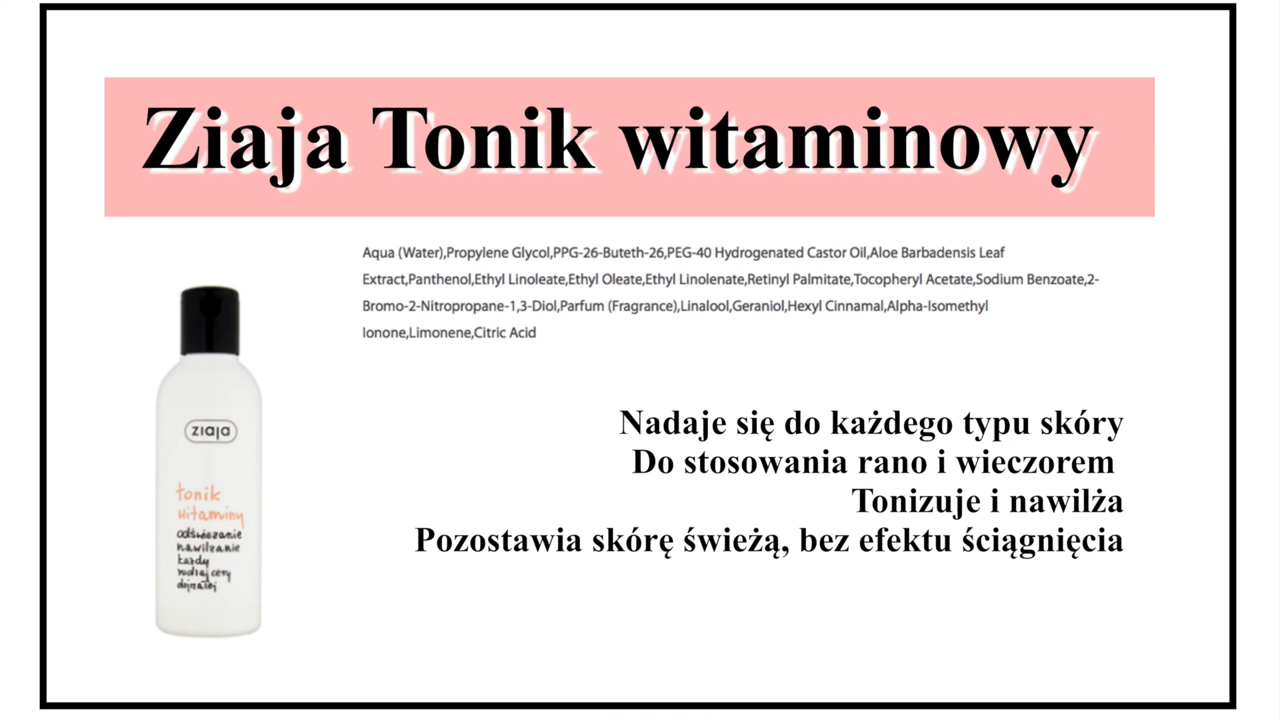 Ziaja Tonik witaminowy
Aqua (Water),Propylene Glycol,PPG-26-Buteth-26,PEG-40 Hydrogenated Castor Oil,Aloe Barbadensis Leaf
Extract,Panthenol,Ethyl Linoleate,Ethyl Oleate,Ethyl Linolenate,Retinyl Palmitate,Tocopheryl Acetate,Sodium Benzoate,2-
Bromo-2-Nitropropane-1,3-Diol,Parfum (Fragrance),Linalool,Geraniol,Hexyl Cinnamal,Alpha-Isomethyl
Ionone,Limonene,Citric Acid
Nadaje się do każdego typu skóry
Do stosowania rano i wieczorem
Tonizuje i nawilża
Pozostawia skórę świeżą, bez efektu ściągnięcia
ziaja
tonik
witaminy
odświeżanie
nawilżanie
każdy
rodzaj cery
dojrzałej